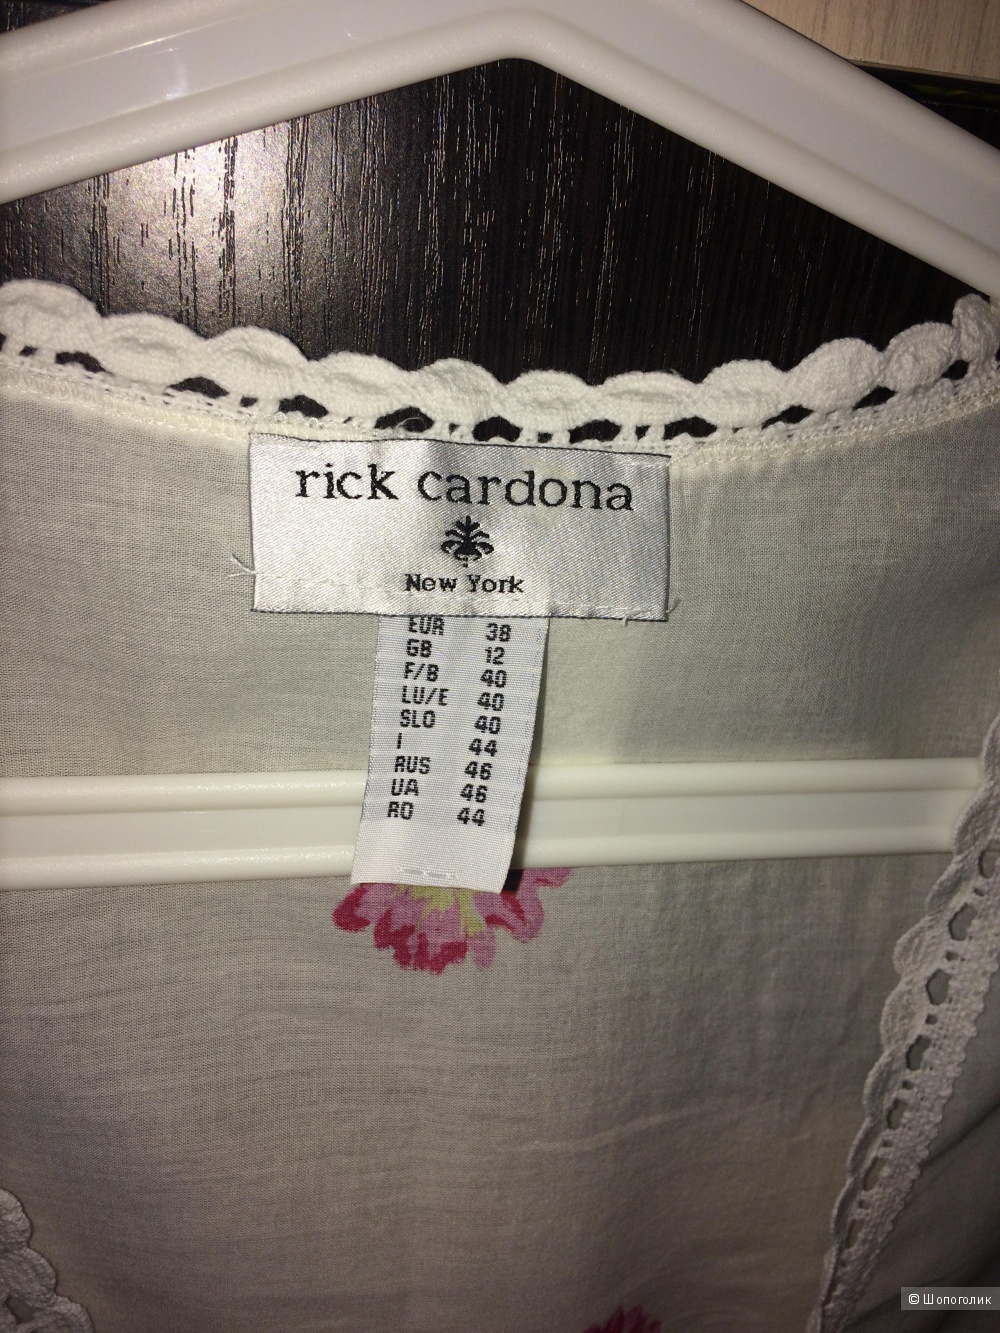 rick cardona
New York
EUR 38
GB 12
F/B 40
LU/E 40
SLO 40
I 44
RUS 46
UA 46
RO 44
© Шопоголик